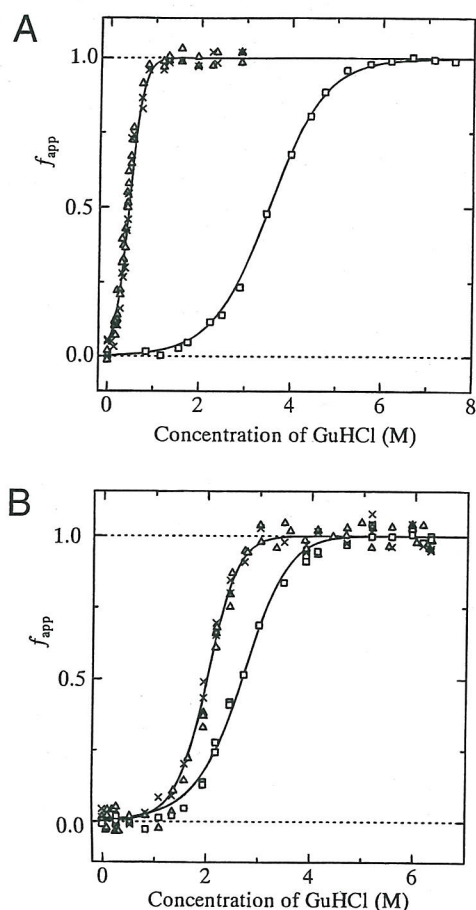 A
1.0
0.5
0.0
f_app
0 2 4 6 8
Concentration of GuHCl (M)
B
1.0
0.5
0.0
f_app
0 2 4 6
Concentration of GuHCl (M)